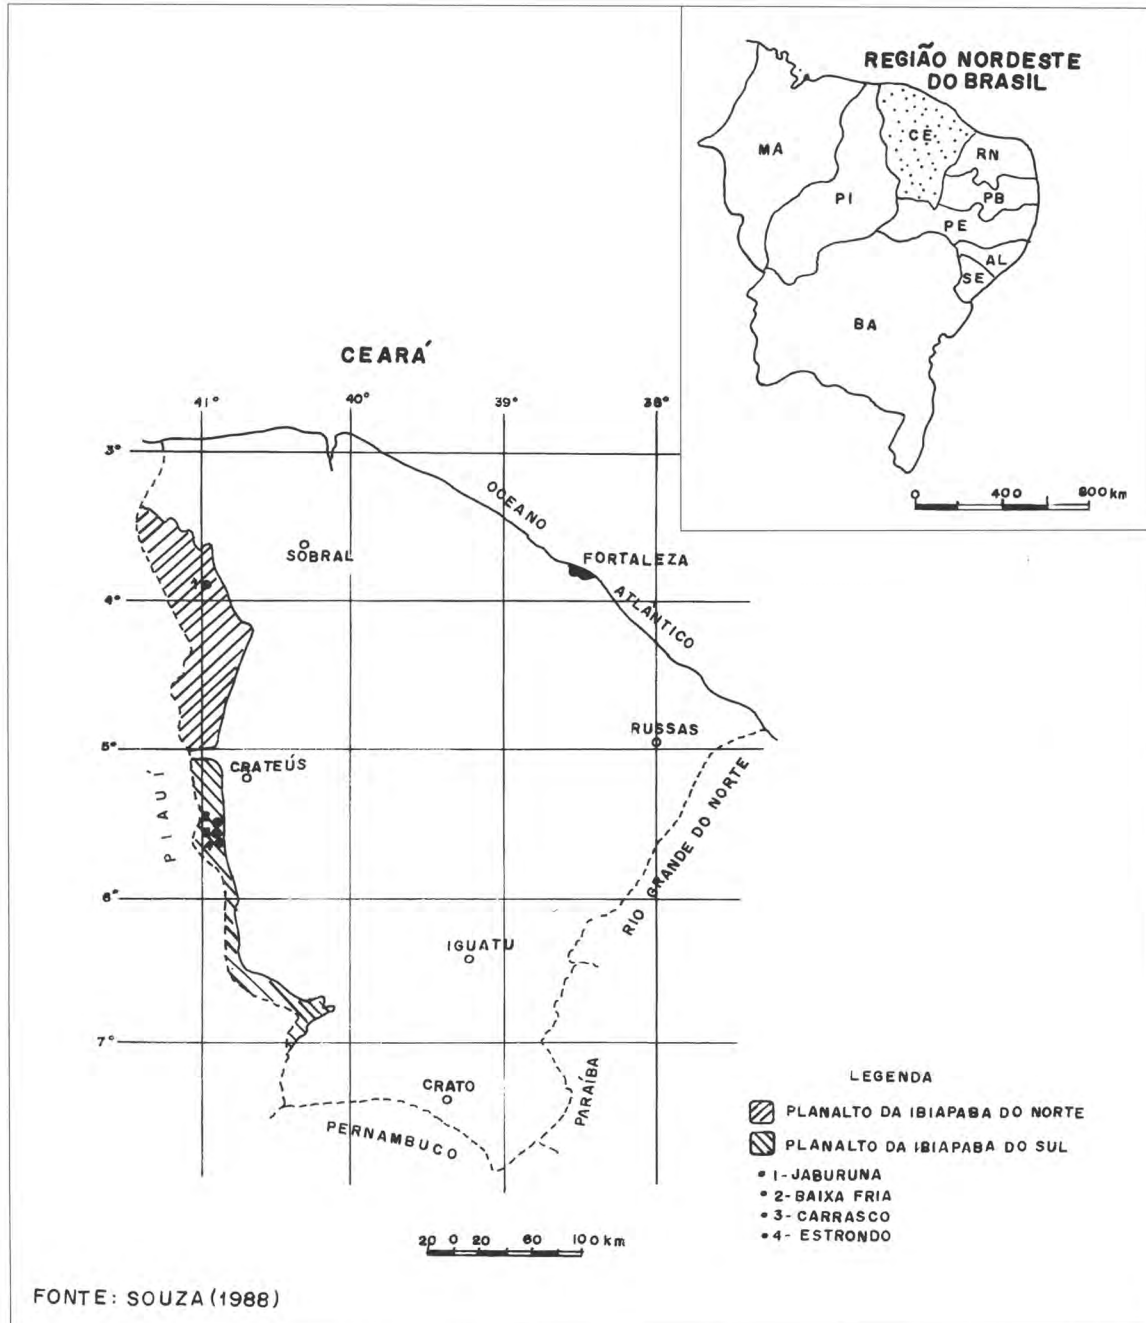 REGIÃO NORDESTE
DO BRASIL
MA
PI
CE
RN
PB
PE
AL
SE
BA
0 400 800 km
CEARÁ
41° 40° 39° 38°
3°
4°
5°
6°
7°
OCEANO
ATLÂNTICO
SOBRAL
FORTALEZA
RUSSAS
CRATEÚS
PIAUÍ
RIO GRANDE DO NORTE
IGUATU
CRATO
PARAÍBA
PERNAMBUCO
LEGENDA
PLANALTO DA IBIAPABA DO NORTE
PLANALTO DA IBIAPABA DO SUL
1-JABURUNA
2-BAIXA FRIA
3-CARRASCO
4-ESTRONDO
20 0 20 60 100 km
FONTE: SOUZA (1988)